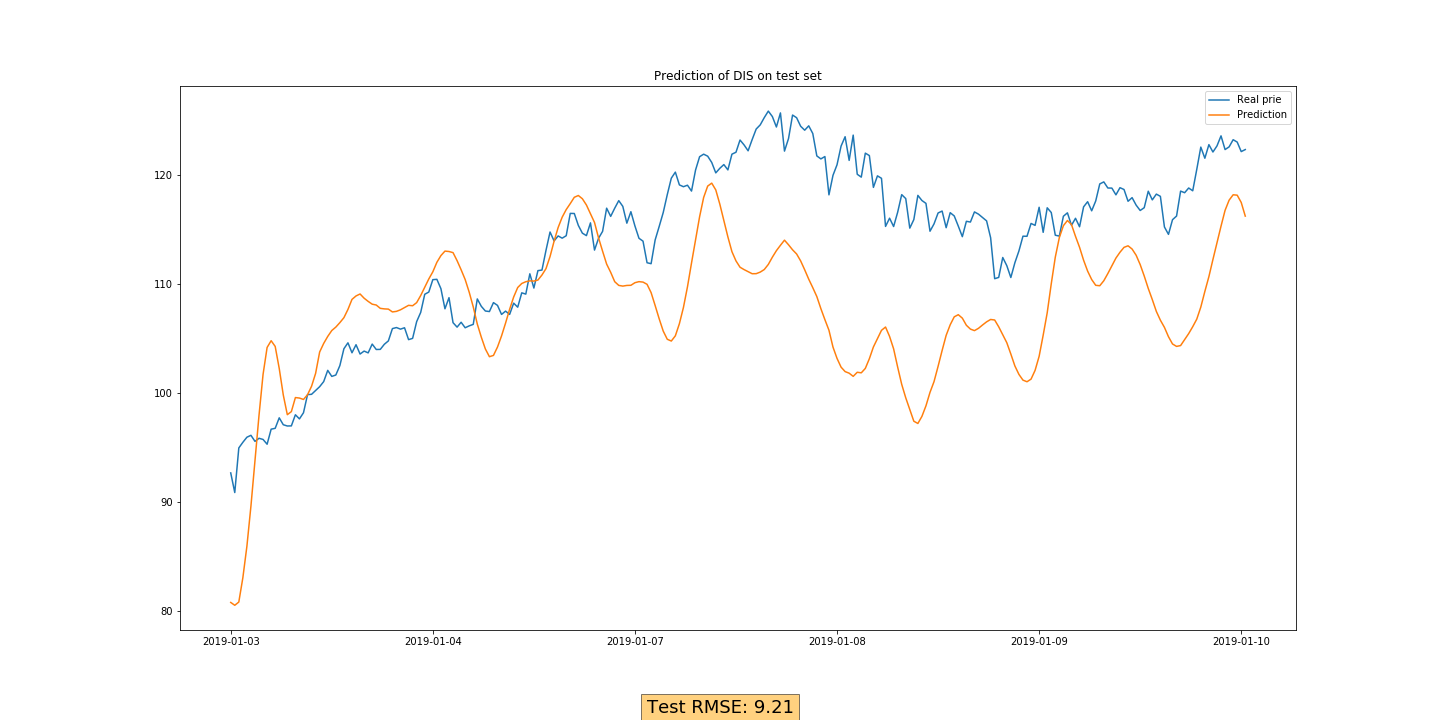 Prediction of DIS on test set
Real prie
Prediction
120
110
100
90
80
2019-01-03 2019-01-04 2019-01-07 2019-01-08 2019-01-09 2019-01-10
Test RMSE: 9.21